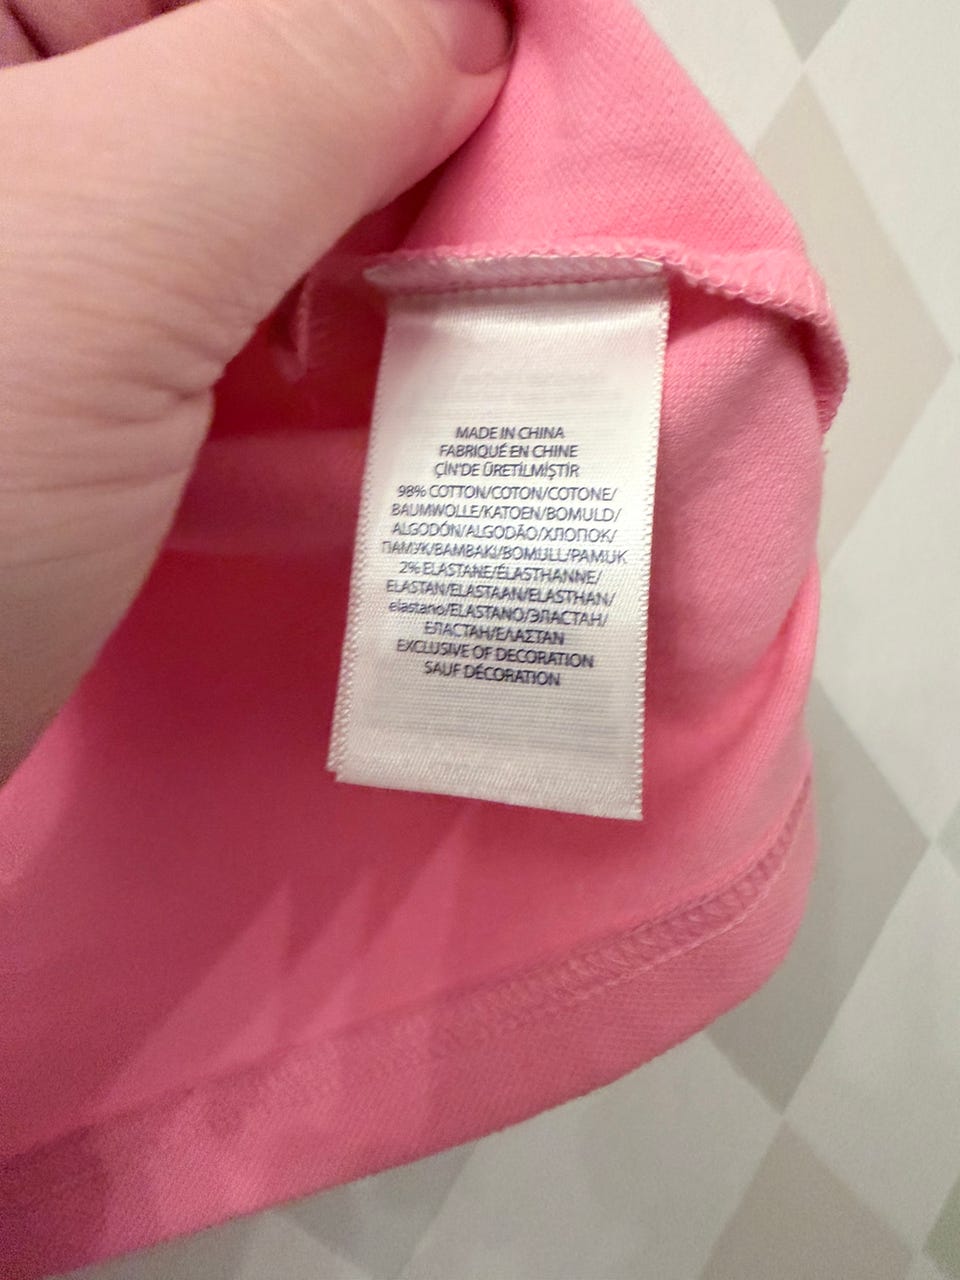 MADE IN CHINA
FABRIQUÉ EN CHINE
ÇİN'DE ÜRETİLMİŞTİR
98% COTTON/COTON/COTONE/
BAUMWOLLE/KATOEN/BOMULD/
ALGODÓN/ALGODÃO/ХЛОПОК/
ПАМУК/BAMBAKI/BOMULL/PAMUK
2% ELASTANE/ÉLASTHANNE/
ELASTAN/ELASTAAN/ELASTHAN/
elastano/ELASTANO/ЭЛАСТАН/
ЕЛАСТАН/ΕΛΑΣΤΑΝ
EXCLUSIVE OF DECORATION
SAUF DÉCORATION